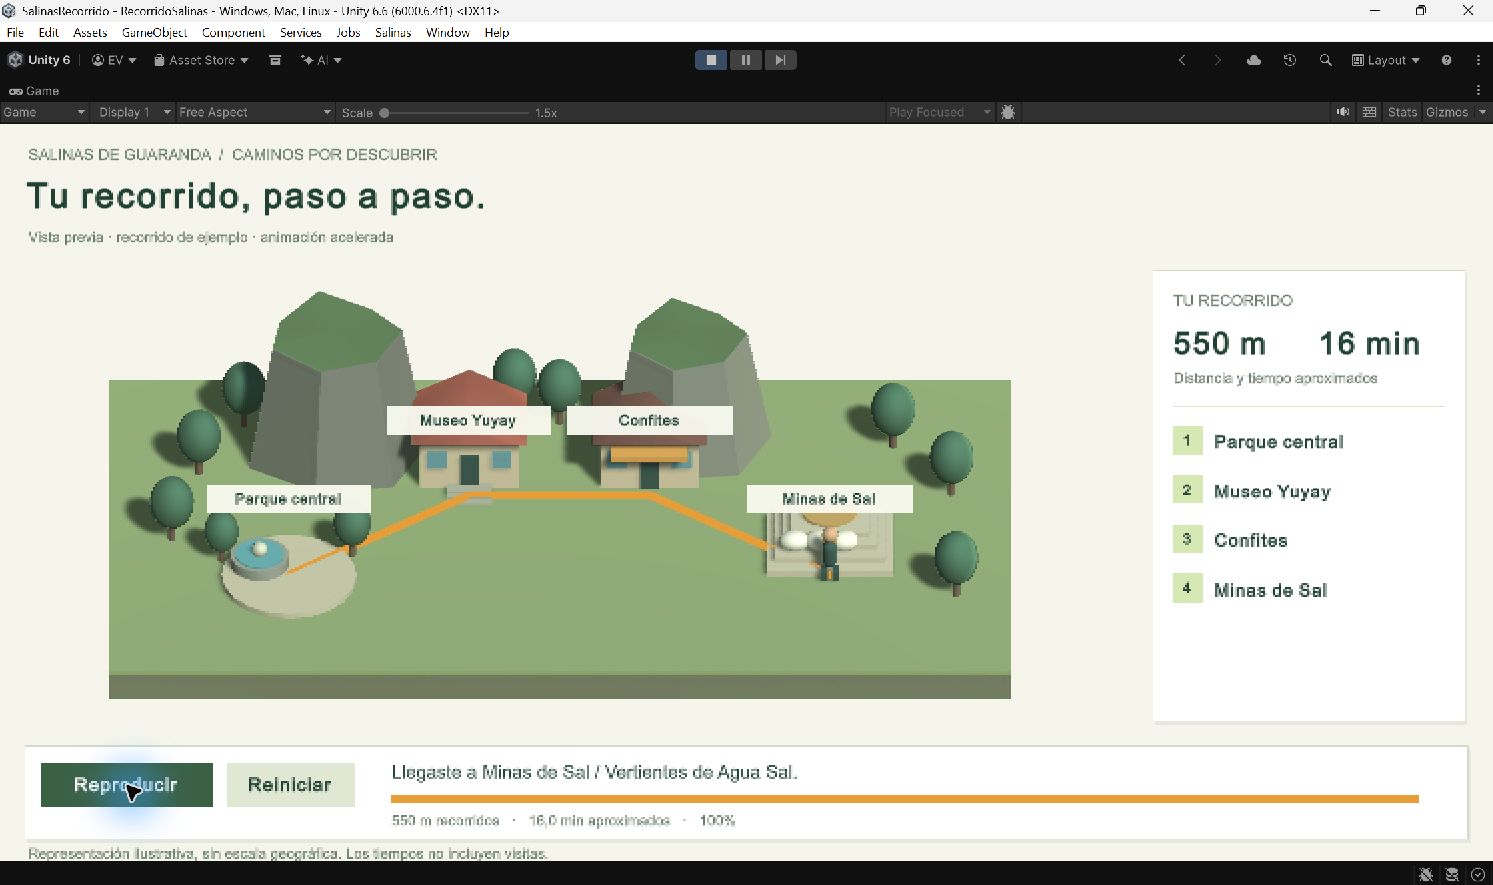 SalinasRecorrido - RecorridoSalinas - Windows, Mac, Linux - Unity 6.6 (6000.6.4f1) <DX11>
File Edit Assets GameObject Component Services Jobs Salinas Window Help
Unity 6 EV Asset Store AI Layout
Game
Game Display 1 Free Aspect Scale 1.5x Play Focused Stats Gizmos
SALINAS DE GUARANDA / CAMINOS POR DESCUBRIR
Tu recorrido, paso a paso.
Vista previa · recorrido de ejemplo · animación acelerada
TU RECORRIDO
550 m 16 min
Distancia y tiempo aproximados
1 Parque central
2 Museo Yuyay
3 Confites
4 Minas de Sal
Museo Yuyay
Confites
Parque central
Minas de Sal
Reproducir
Reiniciar
Llegaste a Minas de Sal / Vertientes de Agua Sal.
550 m recorridos · 16,0 min aproximados · 100%
Representación ilustrativa, sin escala geográfica. Los tiempos no incluyen visitas.